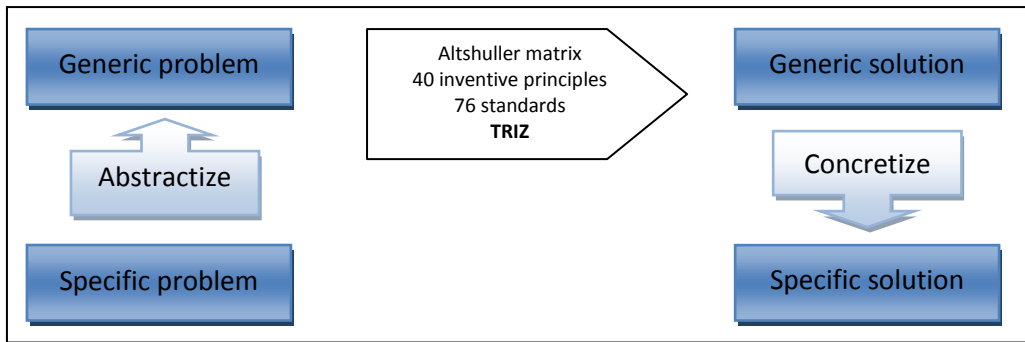 Generic problem
Altshuller matrix
40 inventive principles
76 standards
TRIZ
Generic solution
Abstractize
Concretize
Specific problem
Specific solution